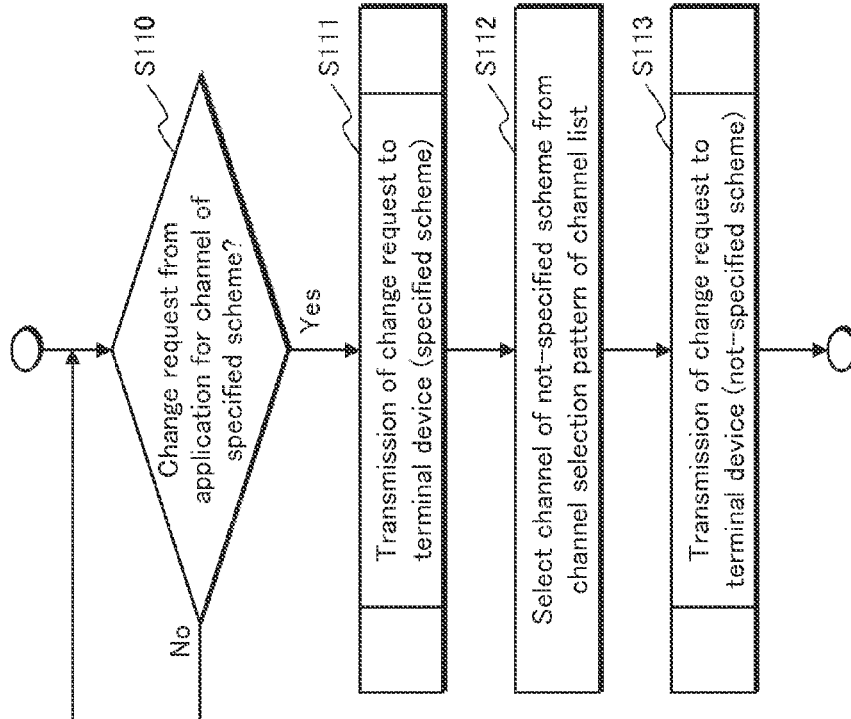 S110
Change request from
application for channel of
specified scheme?
No
Yes
S111
Transmission of change request to
terminal device (specified scheme)
S112
Select channel of not-specified scheme from
channel selection pattern of channel list
S113
Transmission of change request to
terminal device (not-specified scheme)